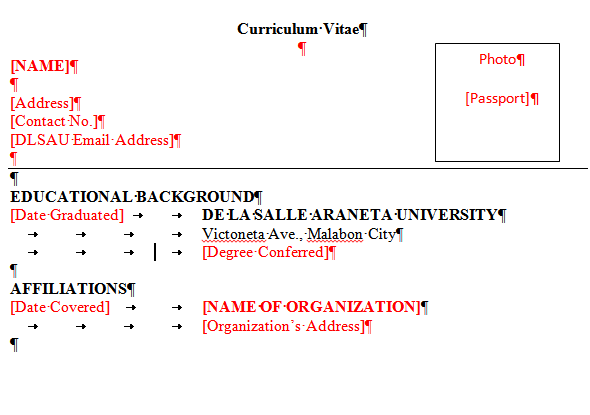 Curriculum Vitae¶
¶
Photo¶
[Passport]¶
[NAME]¶
¶
[Address]¶
[Contact No.]¶
[DLSAU Email Address]¶
¶
¶
EDUCATIONAL BACKGROUND¶
[Date Graduated] → → DE LA SALLE ARANETA UNIVERSITY¶
→ → → → Victoneta Ave., Malabon City¶
→ → → → [Degree Conferred]¶
¶
AFFILIATIONS¶
[Date Covered] → → [NAME OF ORGANIZATION]¶
→ → → → [Organization’s Address]¶
¶